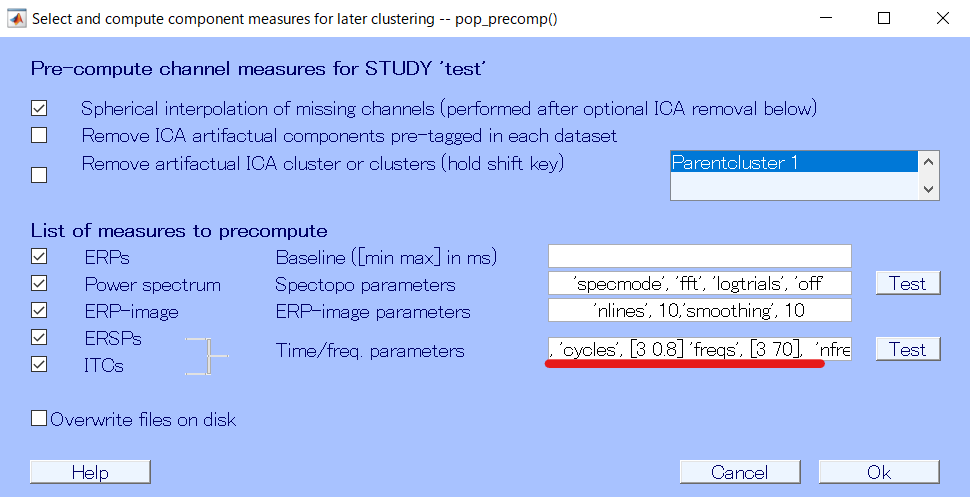 Select and compute component measures for later clustering -- pop_precomp()
Pre-compute channel measures for STUDY 'test'
Spherical interpolation of missing channels (performed after optional ICA removal below)
Remove ICA artifactual components pre-tagged in each dataset
Remove artifactual ICA cluster or clusters (hold shift key)
Parentcluster 1
List of measures to precompute
ERPs Baseline ([min max] in ms)
Power spectrum Spectopo parameters 'specmode', 'fft', 'logtrials', 'off' Test
ERP-image ERP-image parameters 'nlines', 10,'smoothing', 10
ERSPs
Time/freq. parameters , 'cycles', [3 0.8] 'freqs', [3 70], 'nfre Test
ITCs
Overwrite files on disk
Help Cancel Ok